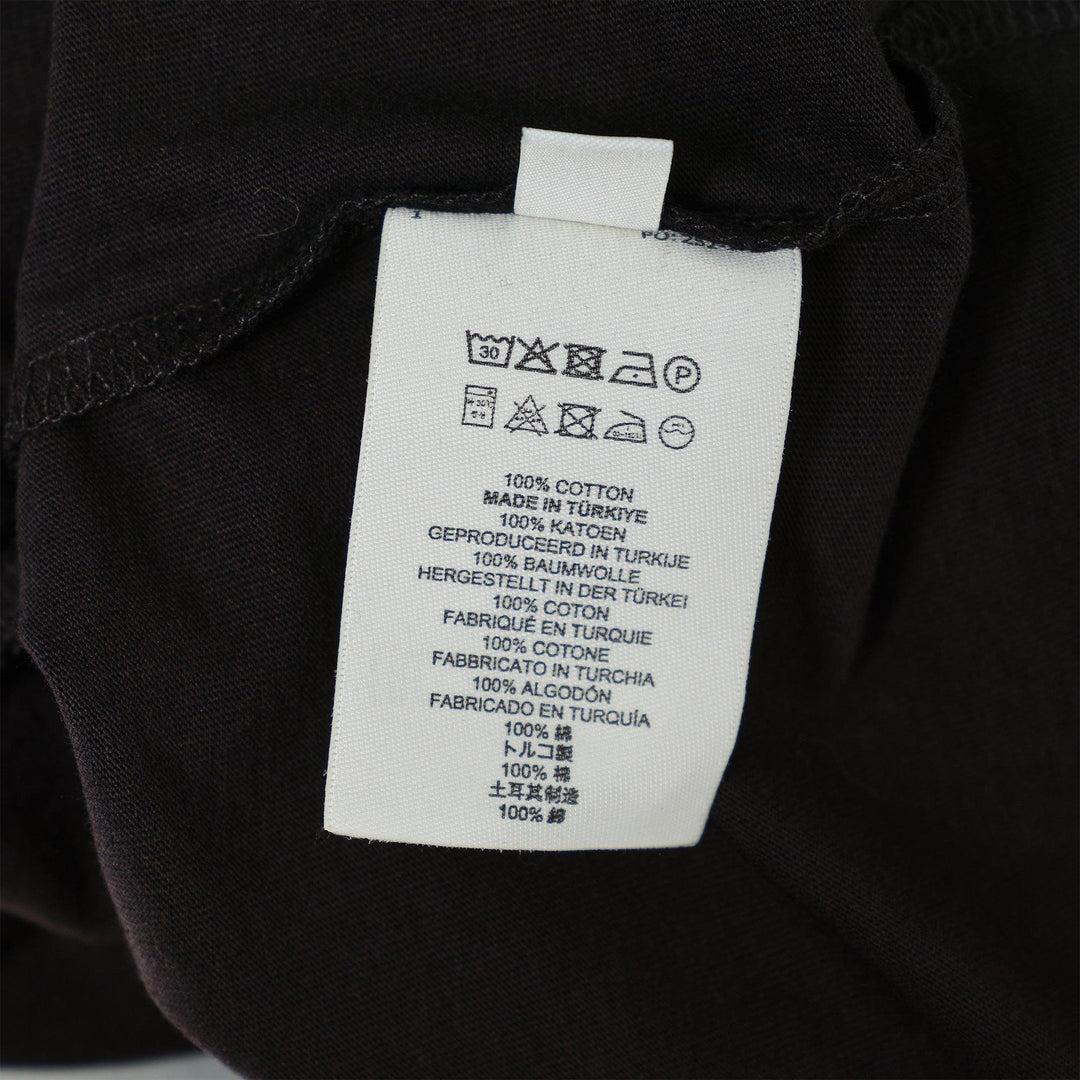 1
30
P
100% COTTON
MADE IN TÜRKIYE
100% KATOEN
GEPRODUCEERD IN TURKIJE
100% BAUMWOLLE
HERGESTELLT IN DER TÜRKEI
100% COTON
FABRIQUÉ EN TURQUIE
100% COTONE
FABBRICATO IN TURCHIA
100% ALGODÓN
FABRICADO EN TURQUÍA
100% 綿
トルコ製
100% 棉
土耳其制造
100% 綿